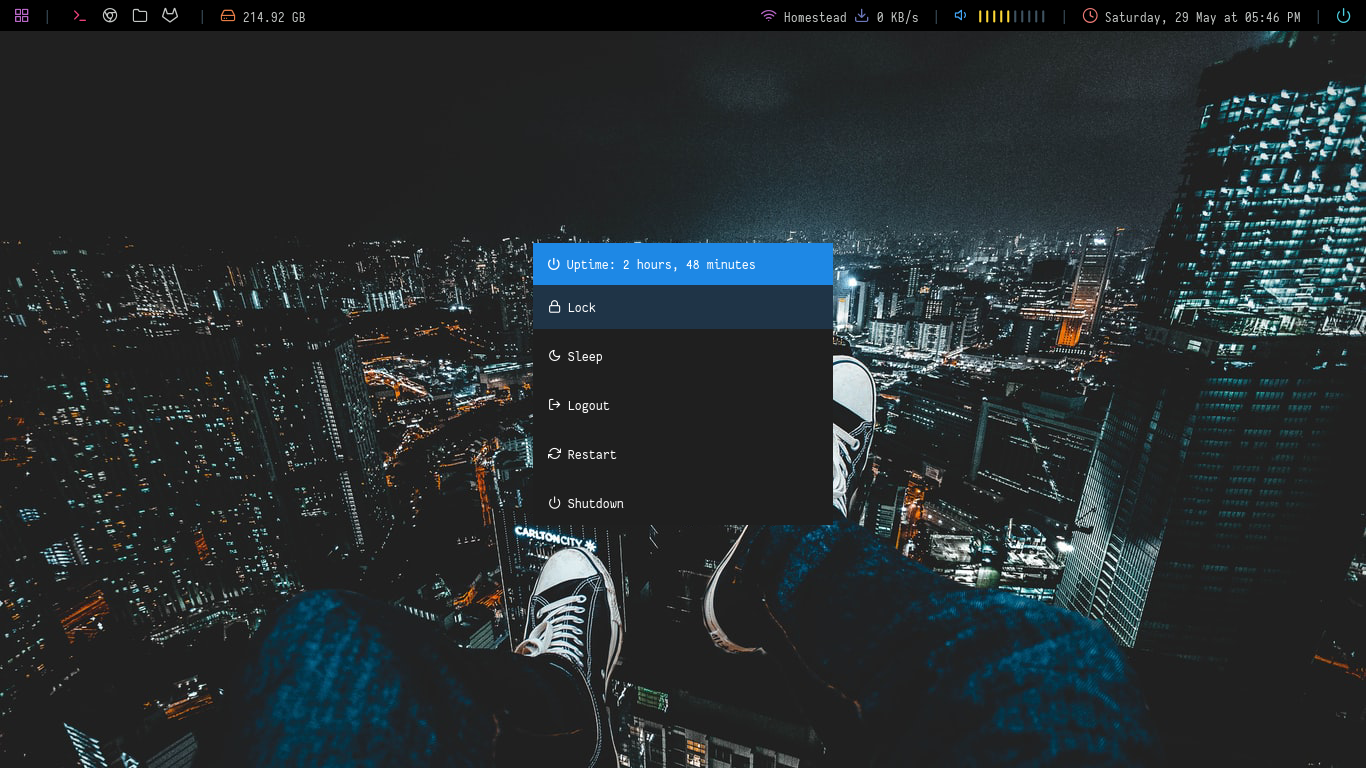 214.92 GB
Homestead
0 KB/s
Saturday, 29 May at 05:46 PM
Uptime: 2 hours, 48 minutes
Lock
Sleep
Logout
Restart
Shutdown
CARLTON CITY